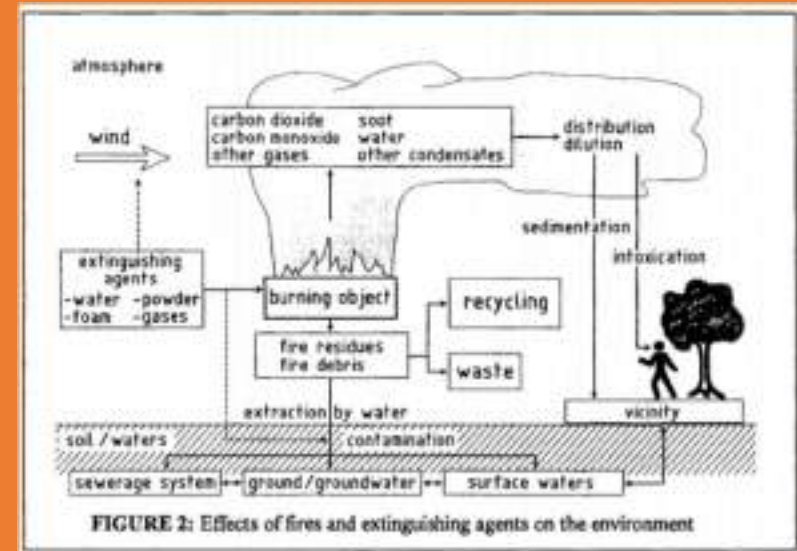 atmosphere
wind
carbon dioxide soot
carbon monoxide water
other gases other condensates
distribution
dilution
sedimentation
intoxication
extinguishing
agents
-water -powder
-foam -gases
burning object
recycling
fire residues
fire debris
waste
extraction by water
vicinity
soil/waters
contamination
sewerage system
ground/groundwater
surface waters
FIGURE 2: Effects of fires and extinguishing agents on the environment